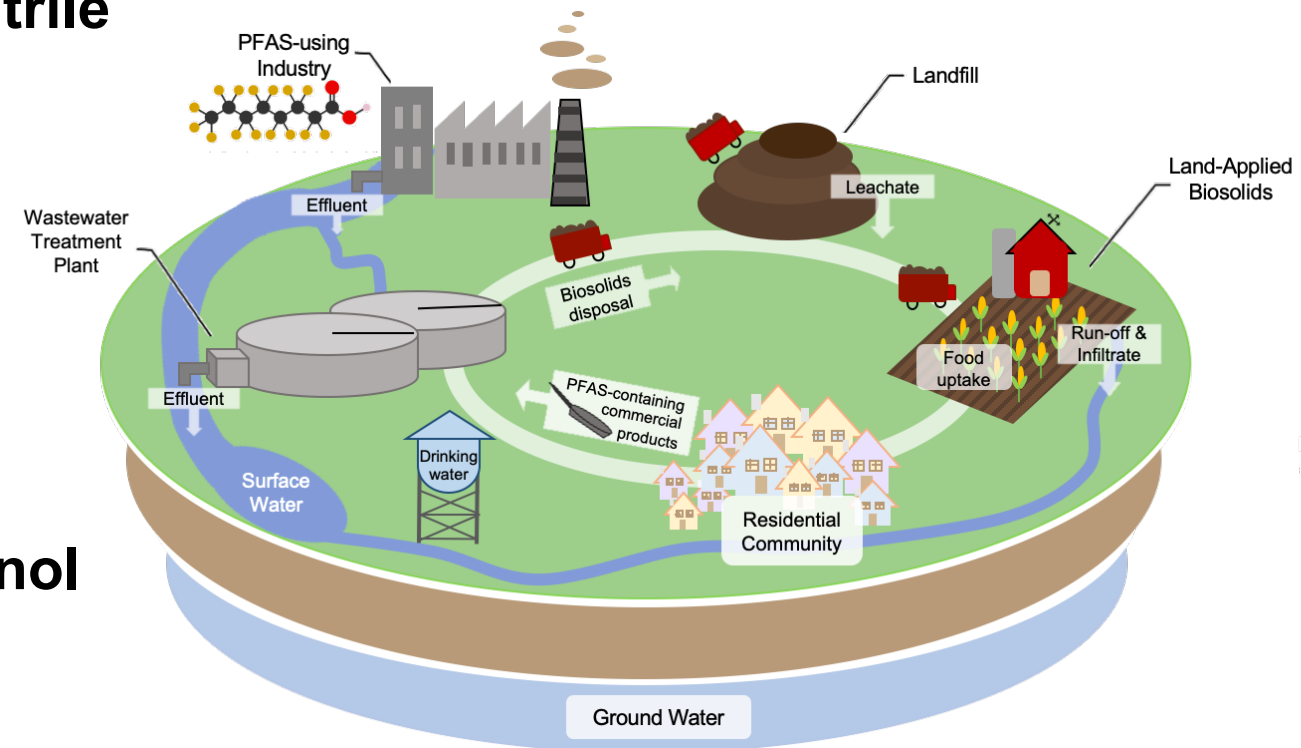 trile
PFAS-using
Industry
Landfill
Land-Applied
Biosolids
Leachate
Effluent
Wastewater
Treatment
Plant
Biosolids
disposal
Run-off &
Infiltrate
Food
uptake
PFAS-containing
commercial
products
Effluent
Drinking
water
Surface
Water
Residential
Community
nol
Ground Water